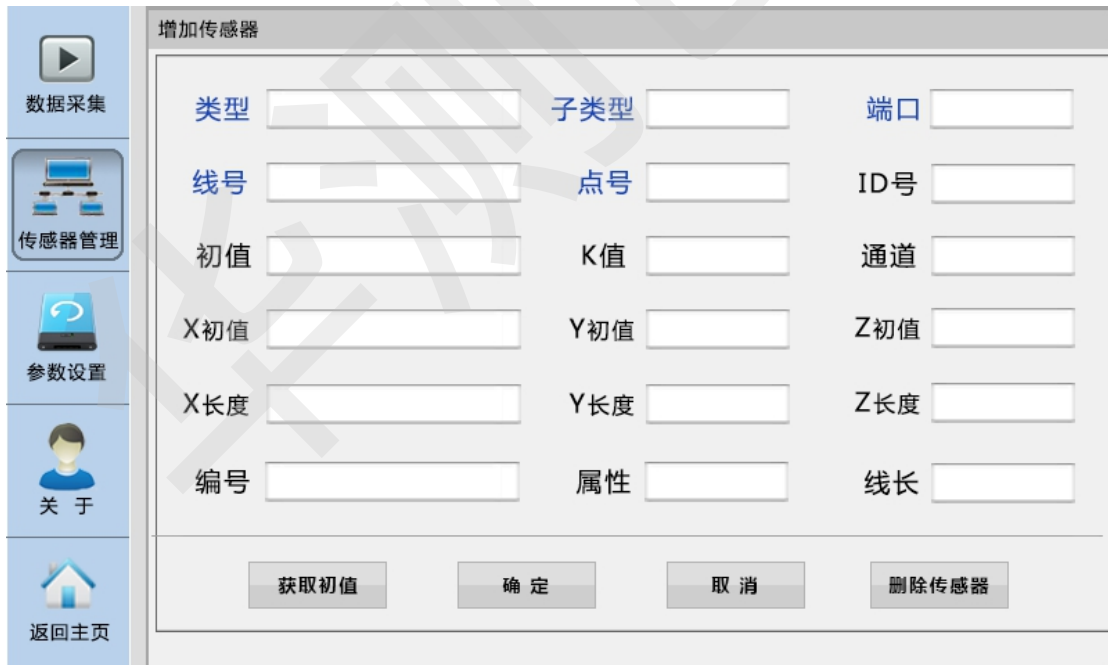 增加传感器
数据采集
传感器管理
参数设置
关 于
返回主页
类型 子类型 端口
线号 点号 ID号
初值 K值 通道
X初值 Y初值 Z初值
X长度 Y长度 Z长度
编号 属性 线长
获取初值 确 定 取 消 删除传感器
华测